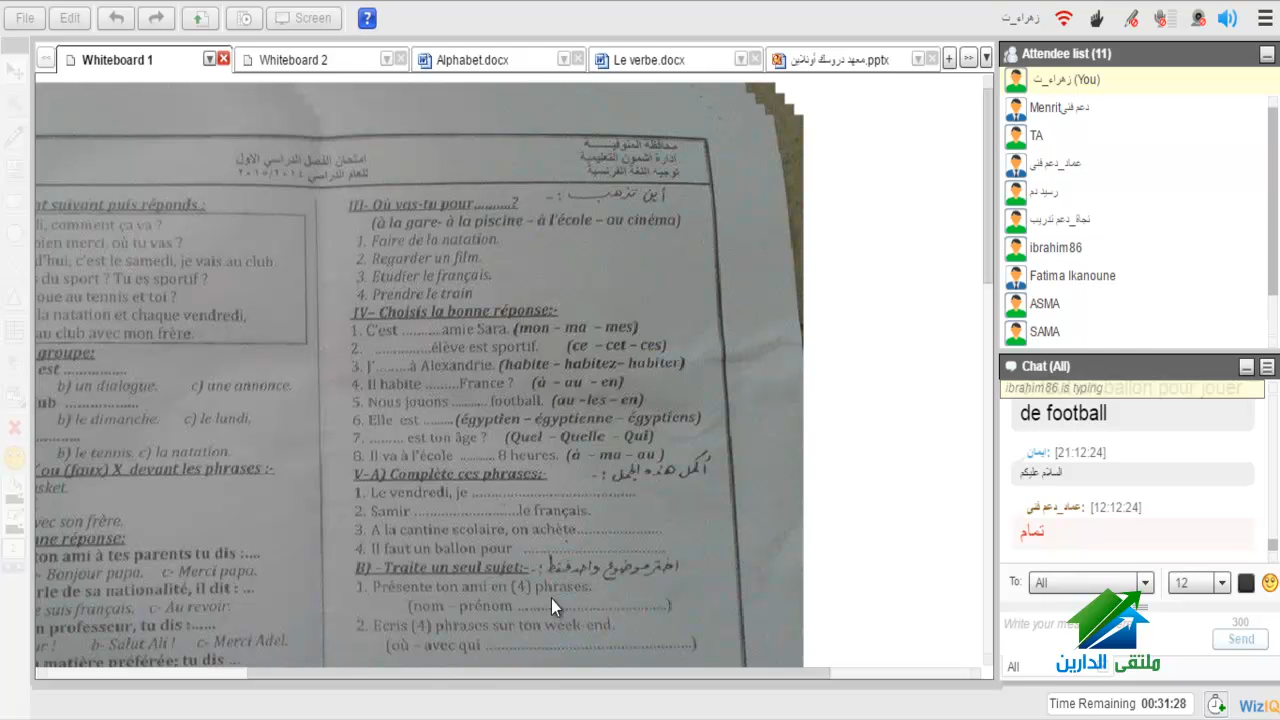 File
Edit
Screen
زهراء_ت
Whiteboard 1
Whiteboard 2
Alphabet.docx
Le verbe.docx
معهد دروسك أونلاين.pptx
محافظة المنوفيـــة
إدارة أشمون التعليمية
توجيه اللغة الفرنسية
امتحان الفصل الدراسي الأول
للعام الدراسي ٢٠١٥/٢٠١٤
nt suivant puis réponds :
li, comment ça va ?
bien merci, où tu vas ?
d'hui, c'est le samedi, je vais au club
du sport ? Tu es sportif ?
oue au tennis et toi ?
la natation et chaque vendredi,
au club avec mon frère.
groupe:
est ...............
b) un dialogue. c) une annonce.
ub ................
b) le dimanche. c) le lundi.
b) le tennis. c) la natation.
ou (faux) X devant les phrases :-
sket.
vec son frère.
ne réponse:
ton ami à tes parents tu dis :....
- Bonjour papa. c- Merci papa.
rle de sa nationalité, il dit : ...
e suis français. c- Au revoir.
n professeur, tu dis :......
r ! b- Salut Ali ! c- Merci Adel.
matière préférée; tu dis ...
III- Où vas-tu pour..........? أين تذهب :-
(à la gare- à la piscine – à l'école – au cinéma)
1. Faire de la natation.
2. Regarder un film.
3. Etudier le français.
4. Prendre le train
IV- Choisis la bonne réponse:-
1. C'est .........amie Sara. (mon – ma – mes)
2. ..............élève est sportif. (ce – cet – ces)
3. J'........à Alexandrie. (habite – habitez– habiter)
4. Il habite ........France ? (à – au – en)
5. Nous jouons ........ football. (au –les – en)
6. Elle est ........ (égyptien – égyptienne – égyptiens)
7. ......... est ton âge ? (Quel – Quelle – Qui)
8. Il va à l'école ........ 8 heures. (à – ma – au )
V-A) Complète ces phrases:- أكمل هذه الجمل :-
1. Le vendredi, je ........................................
2. Samir ..........................le français.
3. A la cantine scolaire, on achète.....................
4. Il faut un ballon pour ...................................
B) - Traite un seul sujet:- اختر موضوع واحد فقط :-
1. Présente ton ami en (4) phrases.
(nom – prénom .....................................)
2. Ecris (4) phrases sur ton week-end.
(où – avec qui ....................................................)
Attendee list (11)
زهراء_ت (You)
Menritدعم فنى
TA
عماد_دعم فنى
رسيد دم
نجاة_دعم تدريب
ibrahim86
Fatima Ikanoune
ASMA
SAMA
Chat (All)
ibrahim86 is typing
ballon pour jouer
de football
إيمان: [21:12:24]
السلام عليكم
عماد_دعم فنى: [12:12:24]
تمام
To: All
12
Write your me
300
Send
All
ملتقى الدارين
Time Remaining 00:31:28
WizIQ